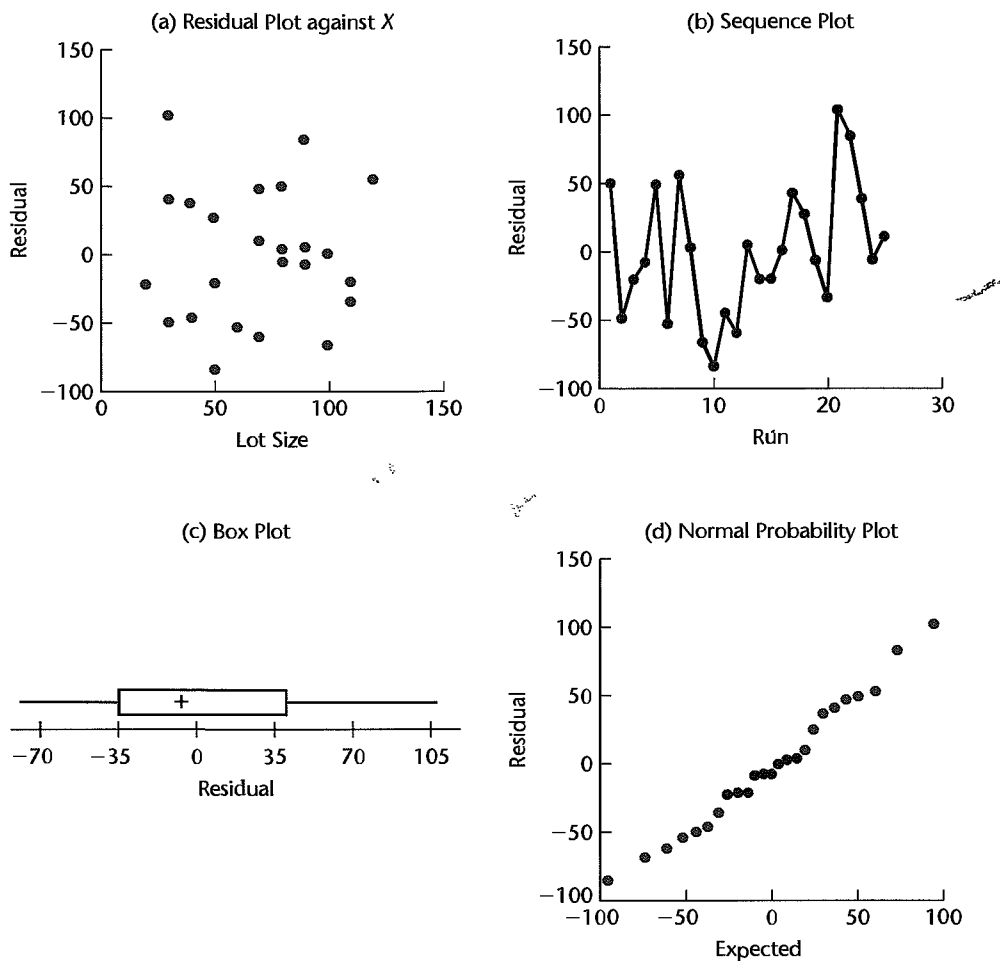 (a) Residual Plot against X
150
100
50
0
−50
−100
Residual
0 50 100 150
Lot Size
(b) Sequence Plot
150
100
50
0
−50
−100
Residual
0 10 20 30
Run
(c) Box Plot
−70 −35 0 35 70 105
Residual
(d) Normal Probability Plot
150
100
50
0
−50
−100
Residual
−100 −50 0 50 100
Expected